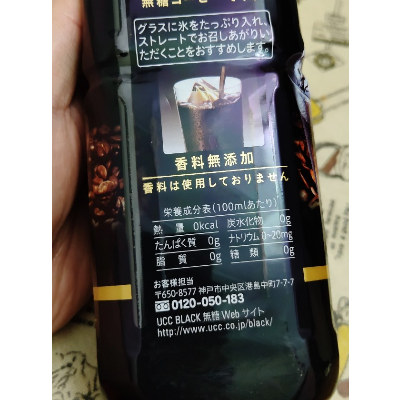 無糖コーヒー
グラスに氷をたっぷり入れ、
ストレートでお召しあがりい
ただくことをおすすめします。
香料無添加
香料は使用しておりません
栄養成分表(100mlあたり)
熱量 0kcal 炭水化物 0g
たんぱく質 0g ナトリウム 0~20mg
脂質 0g 糖類 0g
お客様担当
〒650-8577 神戸市中央区港島中町7-7-7
0120-050-183
UCC BLACK 無糖 Web サイト
http://www.ucc.co.jp/black/